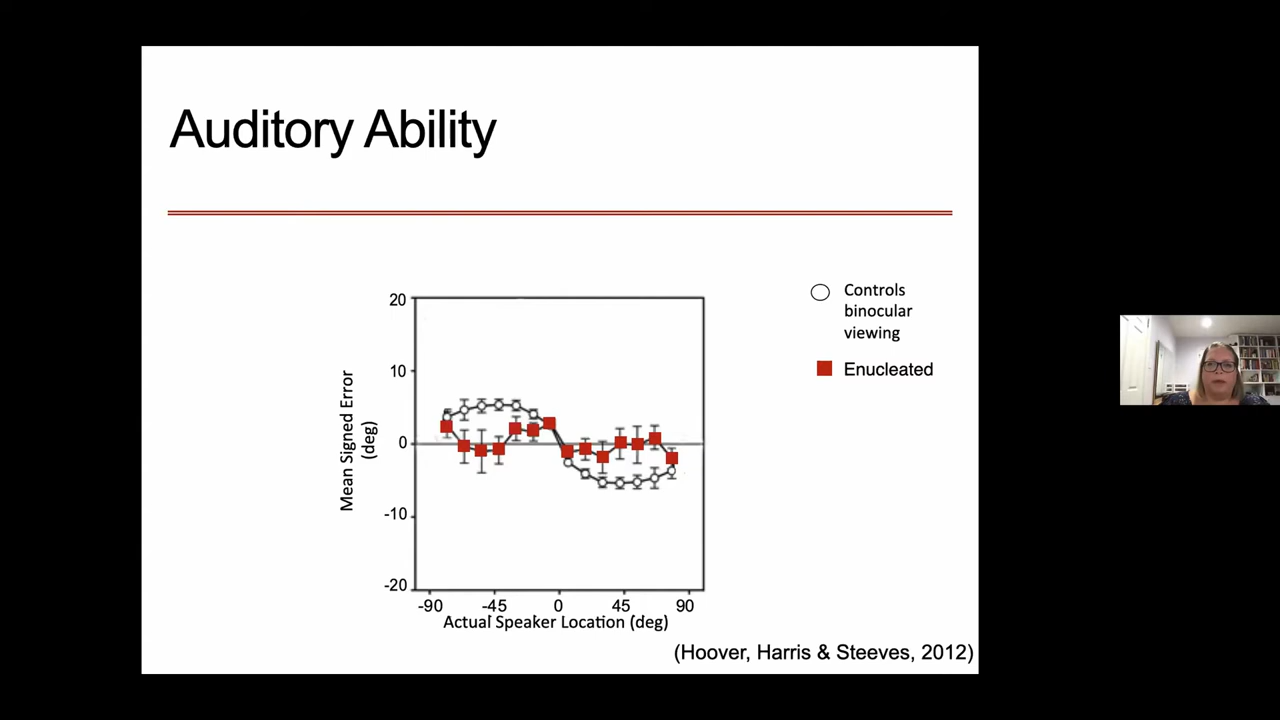 Auditory Ability
20
10
0
-10
-20
Mean Signed Error
(deg)
-90
-45
0
45
90
Actual Speaker Location (deg)
Controls
binocular
viewing
Enucleated
(Hoover, Harris & Steeves, 2012)